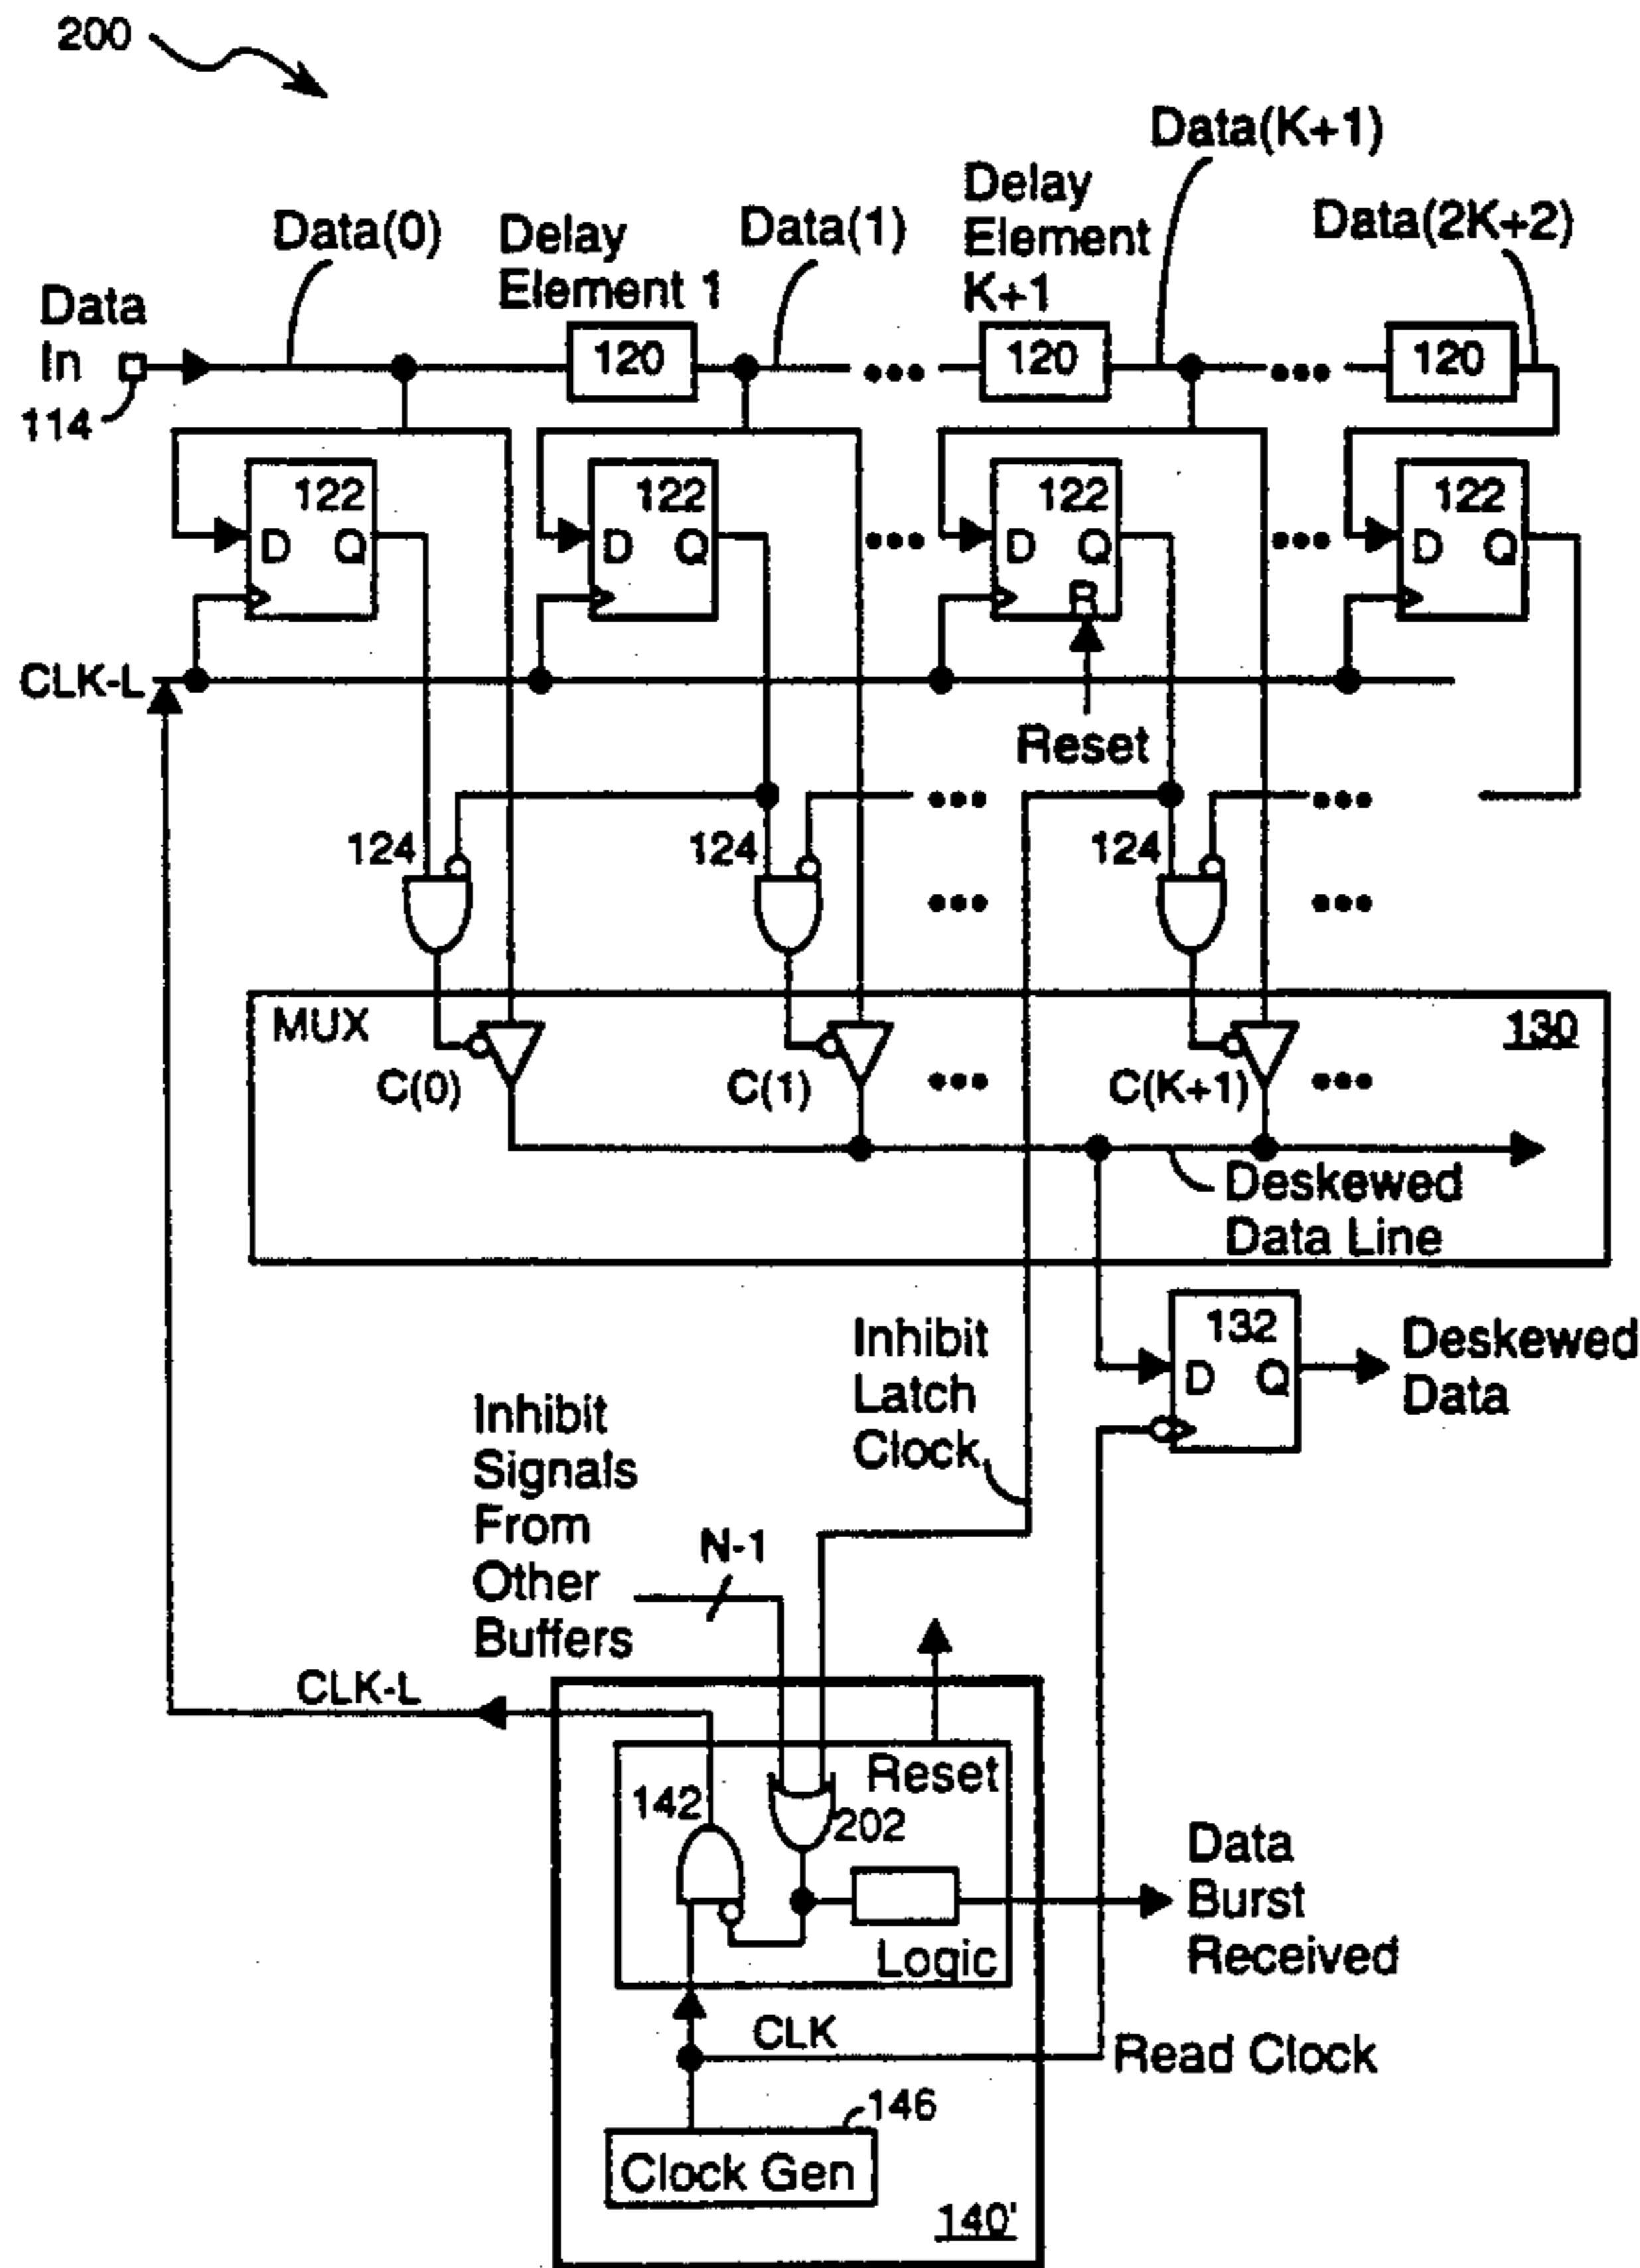 200
Data(K+1)
Delay
Element
K+1
Data(0)
Delay
Element 1
Data(1)
Data(2K+2)
Data
In
114
120
120
120
122
D Q
122
D Q
122
D Q
R
122
D Q
CLK-L
Reset
124
124
124
MUX
130
C(0)
C(1)
C(K+1)
Deskewed
Data Line
132
D Q
Deskewed
Data
Inhibit
Latch
Clock
Inhibit
Signals
From
Other
Buffers
N-1
CLK-L
Reset
142
202
Logic
Data
Burst
Received
CLK
Read Clock
146
Clock Gen
140'